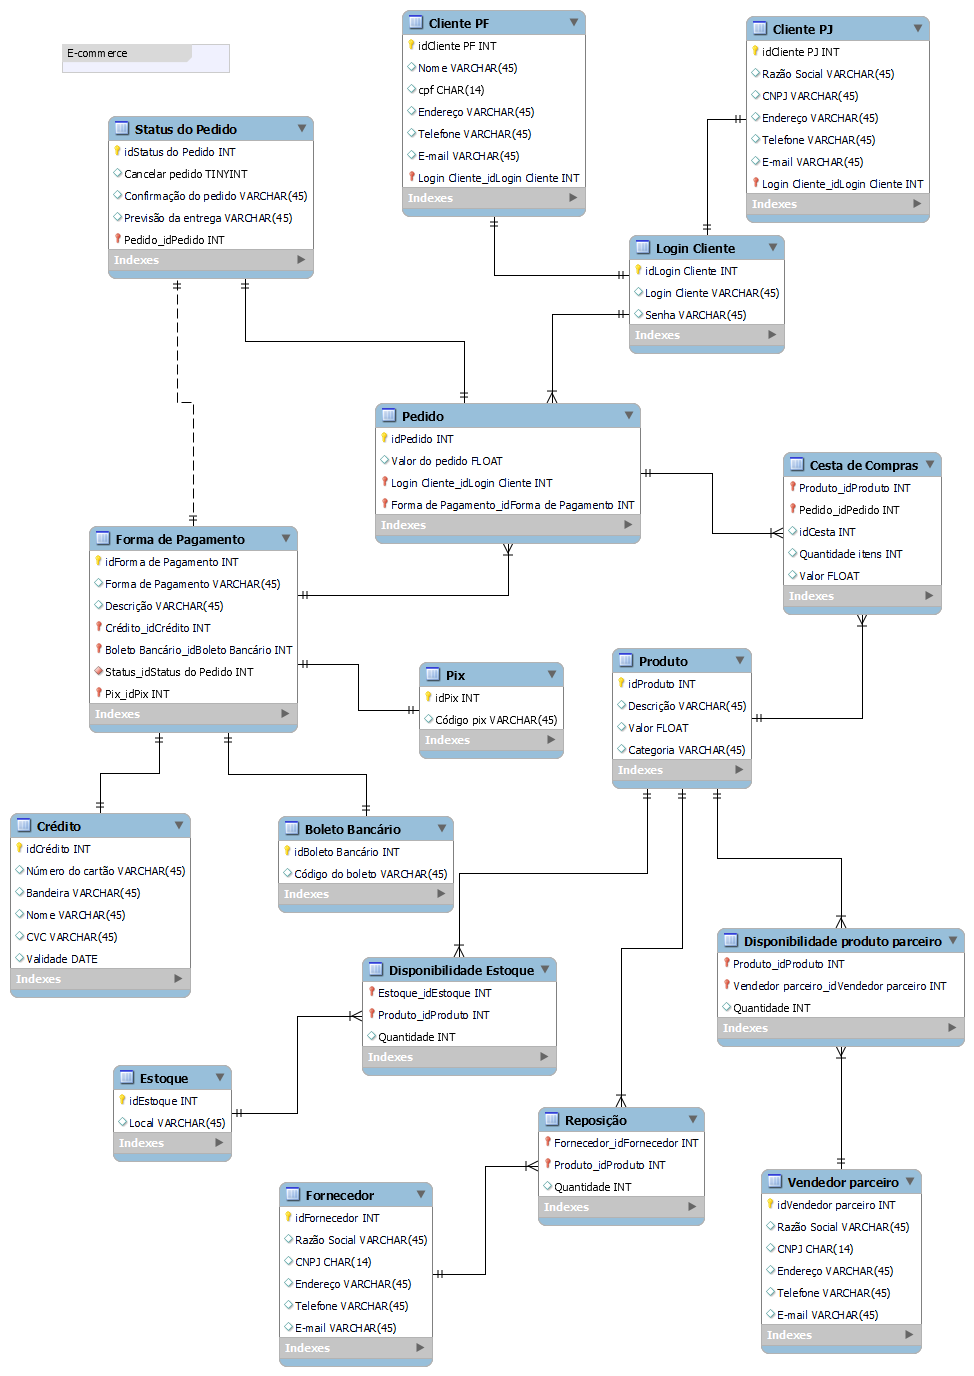 E-commerce
Cliente PF
idCliente PF INT
Nome VARCHAR(45)
cpf CHAR(14)
Endereço VARCHAR(45)
Telefone VARCHAR(45)
E-mail VARCHAR(45)
Login Cliente_idLogin Cliente INT
Indexes
Cliente PJ
idCliente PJ INT
Razão Social VARCHAR(45)
CNPJ VARCHAR(45)
Endereço VARCHAR(45)
Telefone VARCHAR(45)
E-mail VARCHAR(45)
Login Cliente_idLogin Cliente INT
Indexes
Status do Pedido
idStatus do Pedido INT
Cancelar pedido TINYINT
Confirmação do pedido VARCHAR(45)
Previsão da entrega VARCHAR(45)
Pedido_idPedido INT
Indexes
Login Cliente
idLogin Cliente INT
Login Cliente VARCHAR(45)
Senha VARCHAR(45)
Indexes
Pedido
idPedido INT
Valor do pedido FLOAT
Login Cliente_idLogin Cliente INT
Forma de Pagamento_idForma de Pagamento INT
Indexes
Cesta de Compras
Produto_idProduto INT
Pedido_idPedido INT
idCesta INT
Quantidade itens INT
Valor FLOAT
Indexes
Forma de Pagamento
idForma de Pagamento INT
Forma de Pagamento VARCHAR(45)
Descrição VARCHAR(45)
Crédito_idCrédito INT
Boleto Bancário_idBoleto Bancário INT
Status_idStatus do Pedido INT
Pix_idPix INT
Indexes
Pix
idPix INT
Código pix VARCHAR(45)
Indexes
Produto
idProduto INT
Descrição VARCHAR(45)
Valor FLOAT
Categoria VARCHAR(45)
Indexes
Crédito
idCrédito INT
Número do cartão VARCHAR(45)
Bandeira VARCHAR(45)
Nome VARCHAR(45)
CVC VARCHAR(45)
Validade DATE
Indexes
Boleto Bancário
idBoleto Bancário INT
Código do boleto VARCHAR(45)
Indexes
Disponibilidade produto parceiro
Produto_idProduto INT
Vendedor parceiro_idVendedor parceiro INT
Quantidade INT
Indexes
Disponibilidade Estoque
Estoque_idEstoque INT
Produto_idProduto INT
Quantidade INT
Indexes
Estoque
idEstoque INT
Local VARCHAR(45)
Indexes
Reposição
Fornecedor_idFornecedor INT
Produto_idProduto INT
Quantidade INT
Indexes
Fornecedor
idFornecedor INT
Razão Social VARCHAR(45)
CNPJ CHAR(14)
Endereço VARCHAR(45)
Telefone VARCHAR(45)
E-mail VARCHAR(45)
Indexes
Vendedor parceiro
idVendedor parceiro INT
Razão Social VARCHAR(45)
CNPJ CHAR(14)
Endereço VARCHAR(45)
Telefone VARCHAR(45)
E-mail VARCHAR(45)
Indexes